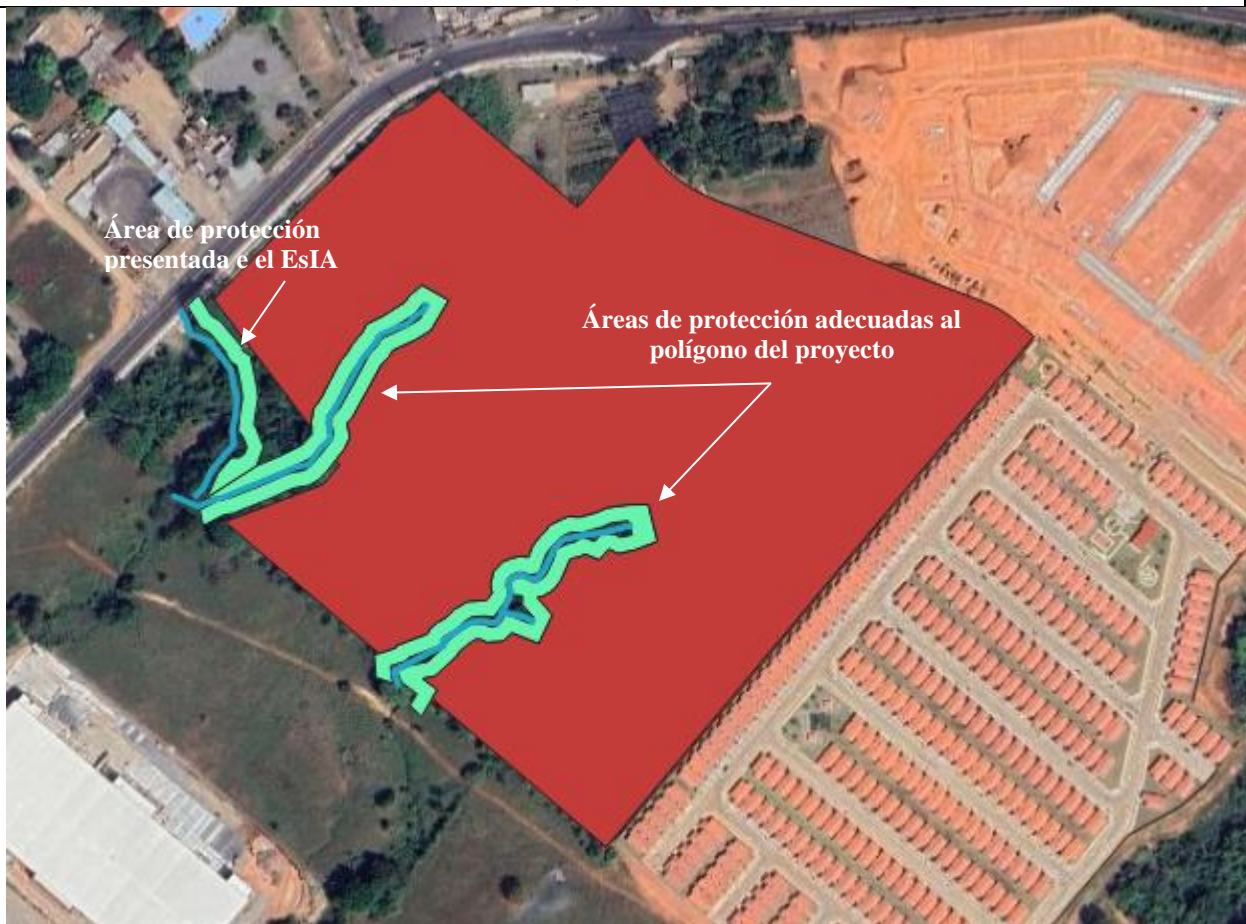 Área de protección
presentada e el EsIA
Áreas de protección adecuadas al
polígono del proyecto